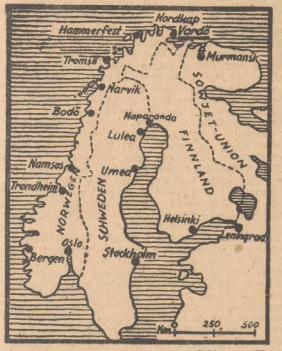 Nordkap
Hammerfest
Vardö
Tromsö
Murmansk
Narvik
SOWJET-UNION
Bodö
Haparanda
Lulea
FINNLAND
Namsos
Umea
Trondheim
NORWEGEN
SCHWEDEN
Helsinki
Leningrad
Oslo
Bergen
Stockholm
Km 0 250 500